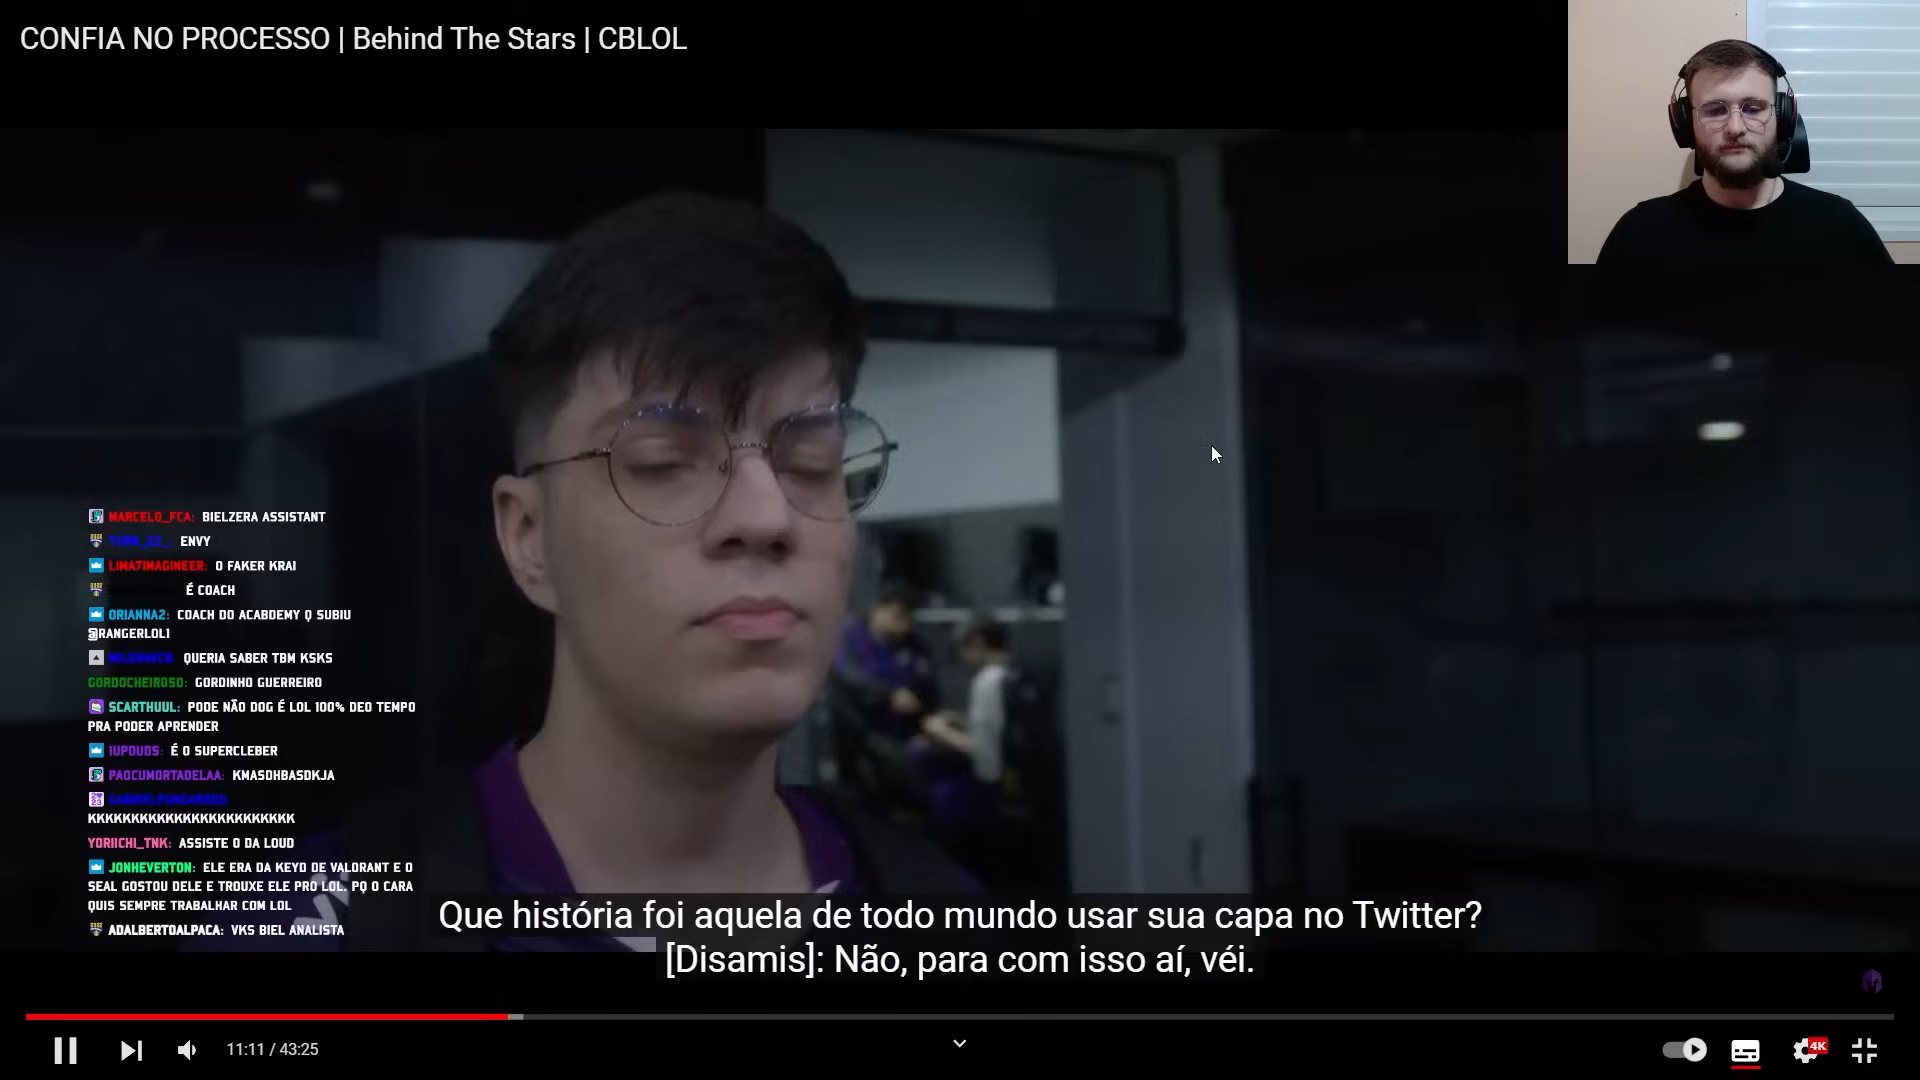 CONFIA NO PROCESSO | Behind The Stars | CBLOL
MARCELO_FCA: BIELZERA ASSISTANT
ENVY
LIMA7IMAGINEER: O FAKER KRAI
É COACH
ORIANNA2: COACH DO ACABDEMY Q SUBIU
@RANGERLOL1
QUERIA SABER TBM KSKS
GORDOCHEIROSO: GORDINHO GUERREIRO
SCARTHUUL: PODE NÃO DOG É LOL 100% DEO TEMPO
PRA PODER APRENDER
IUPOUDS: É O SUPERCLEBER
PAOCUMORTADELAA: KMASDHBASDKJA
KKKKKKKKKKKKKKKKKKKKKKKK
YORIICHI_TNK: ASSISTE O DA LOUD
JONHEVERTON: ELE ERA DA KEYD DE VALORANT E O
SEAL GOSTOU DELE E TROUXE ELE PRO LOL. PQ O CARA
QUIS SEMPRE TRABALHAR COM LOL
ADALBERTOALPACA: VKS BIEL ANALISTA
Que história foi aquela de todo mundo usar sua capa no Twitter?
[Disamis]: Não, para com isso aí, véi.
11:11 / 43:25
4K